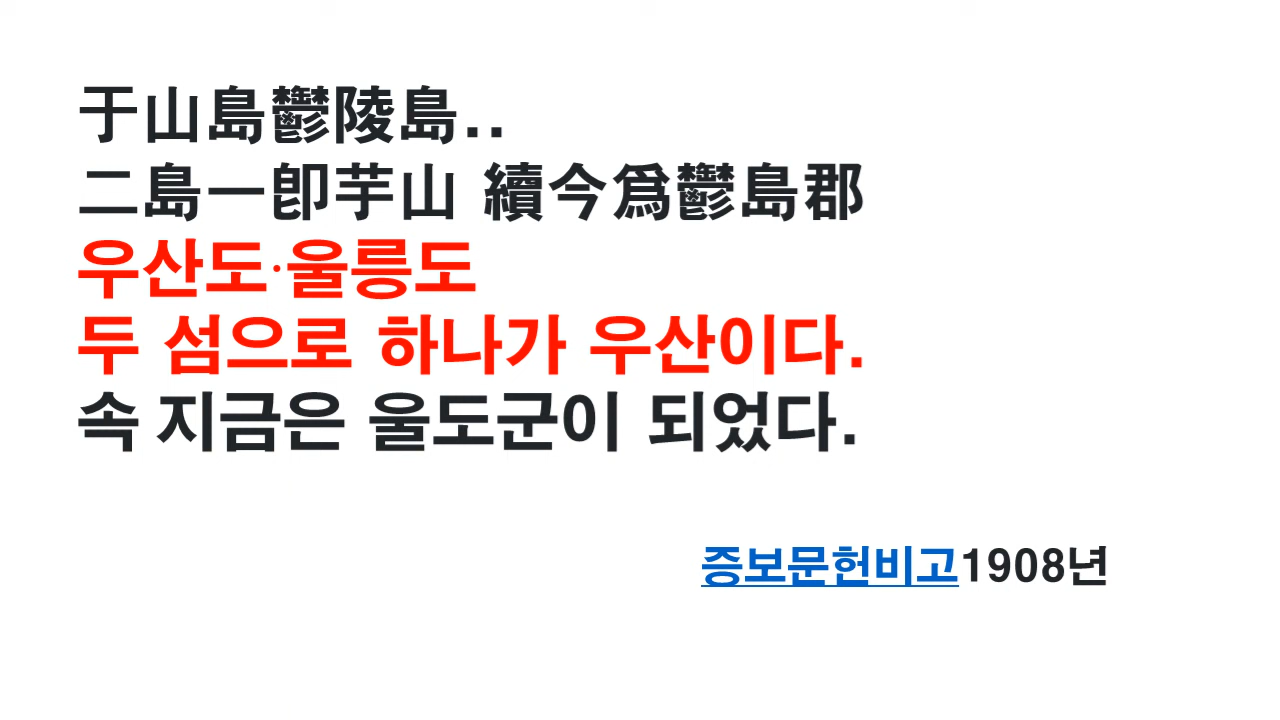 于山島鬱陵島..
二島一卽芋山 續今爲鬱島郡
우산도·울릉도
두 섬으로 하나가 우산이다.
속 지금은 울도군이 되었다.
증보문헌비고1908년